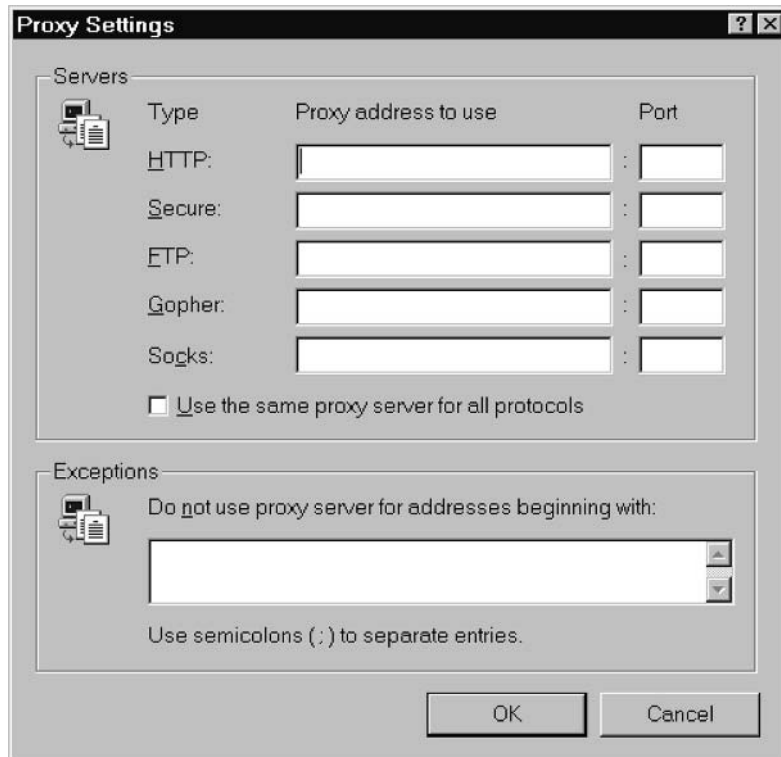 Proxy Settings
Servers
Type Proxy address to use Port
HTTP: :
Secure: :
FTP: :
Gopher: :
Socks: :
Use the same proxy server for all protocols
Exceptions
Do not use proxy server for addresses beginning with:
Use semicolons ( ; ) to separate entries.
OK Cancel